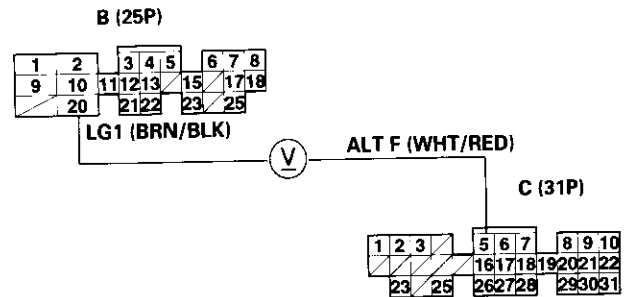 B (25P)
1 2 3 4 5 6 7 8
9 10 11 12 13 15 17 18
20 21 22 23 25
LG1 (BRN/BLK)
V
ALT F (WHT/RED)
C (31P)
1 2 3 5 6 7 8 9 10
16 17 18 19 20 21 22
23 25 26 27 28 29 30 31